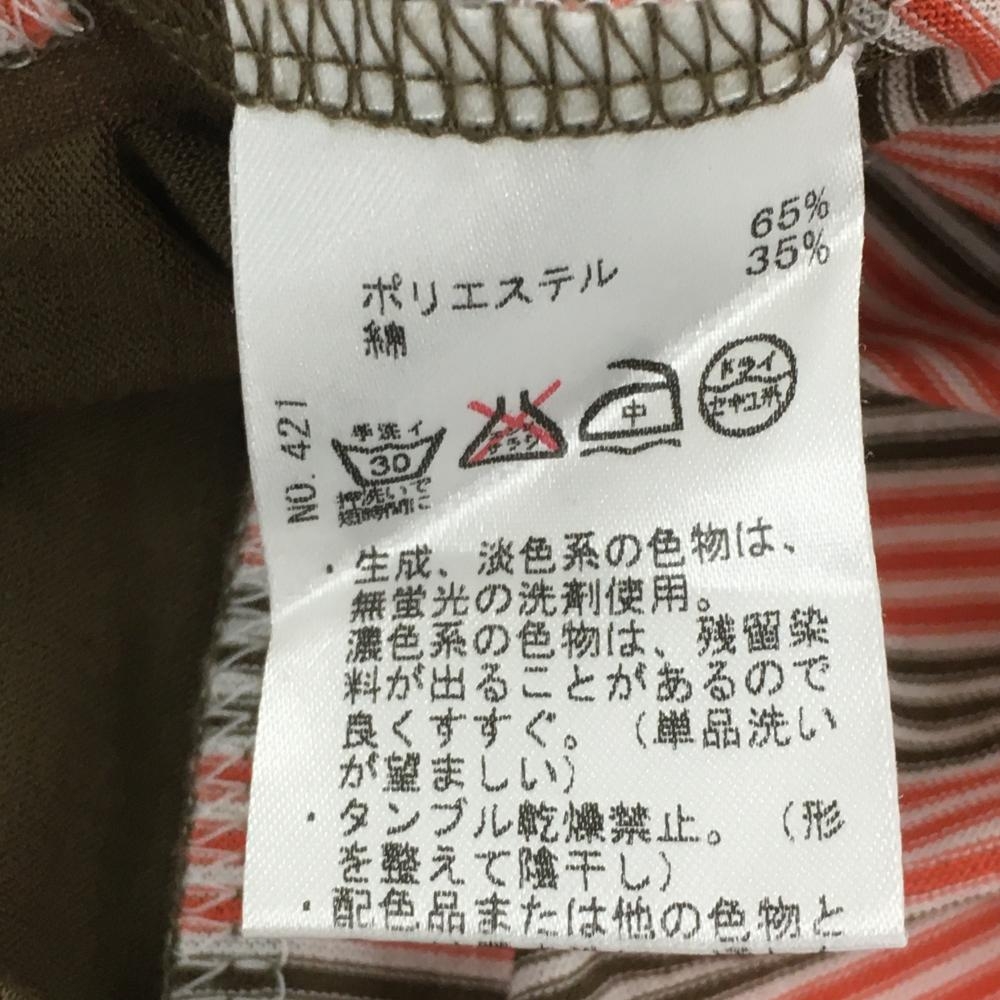 65%
35%
ポリエステル
綿
NO. 421
手洗イ
30
押洗いで
短時間に
中
ドライ
セキユ系
・生成、淡色系の色物は、
無蛍光の洗剤使用。
濃色系の色物は、残留染
料が出ることがあるので
良くすすぐ。（単品洗い
が望ましい）
・タンブル乾燥禁止。（形
を整えて陰干し）
・配色品または他の色物と